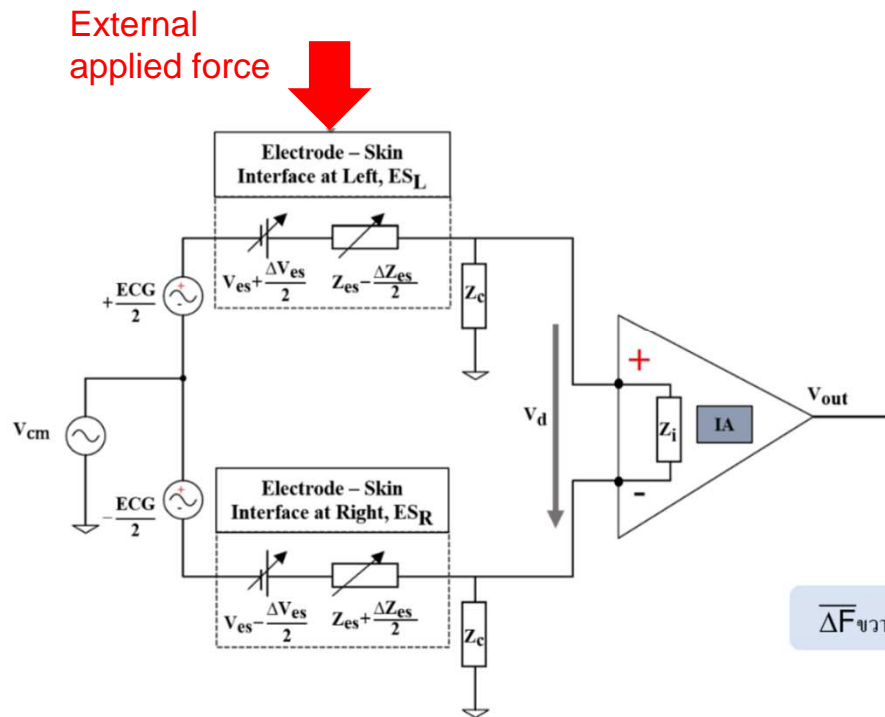 External
applied force
Electrode – Skin
Interface at Left, ES_L
V_es+ΔV_es/2
Z_es−ΔZ_es/2
Z_c
+ECG/2
V_cm
V_d
+
Z_i
IA
-
V_out
−ECG/2
Electrode – Skin
Interface at Right, ES_R
V_es−ΔV_es/2
Z_es+ΔZ_es/2
Z_c
ΔF